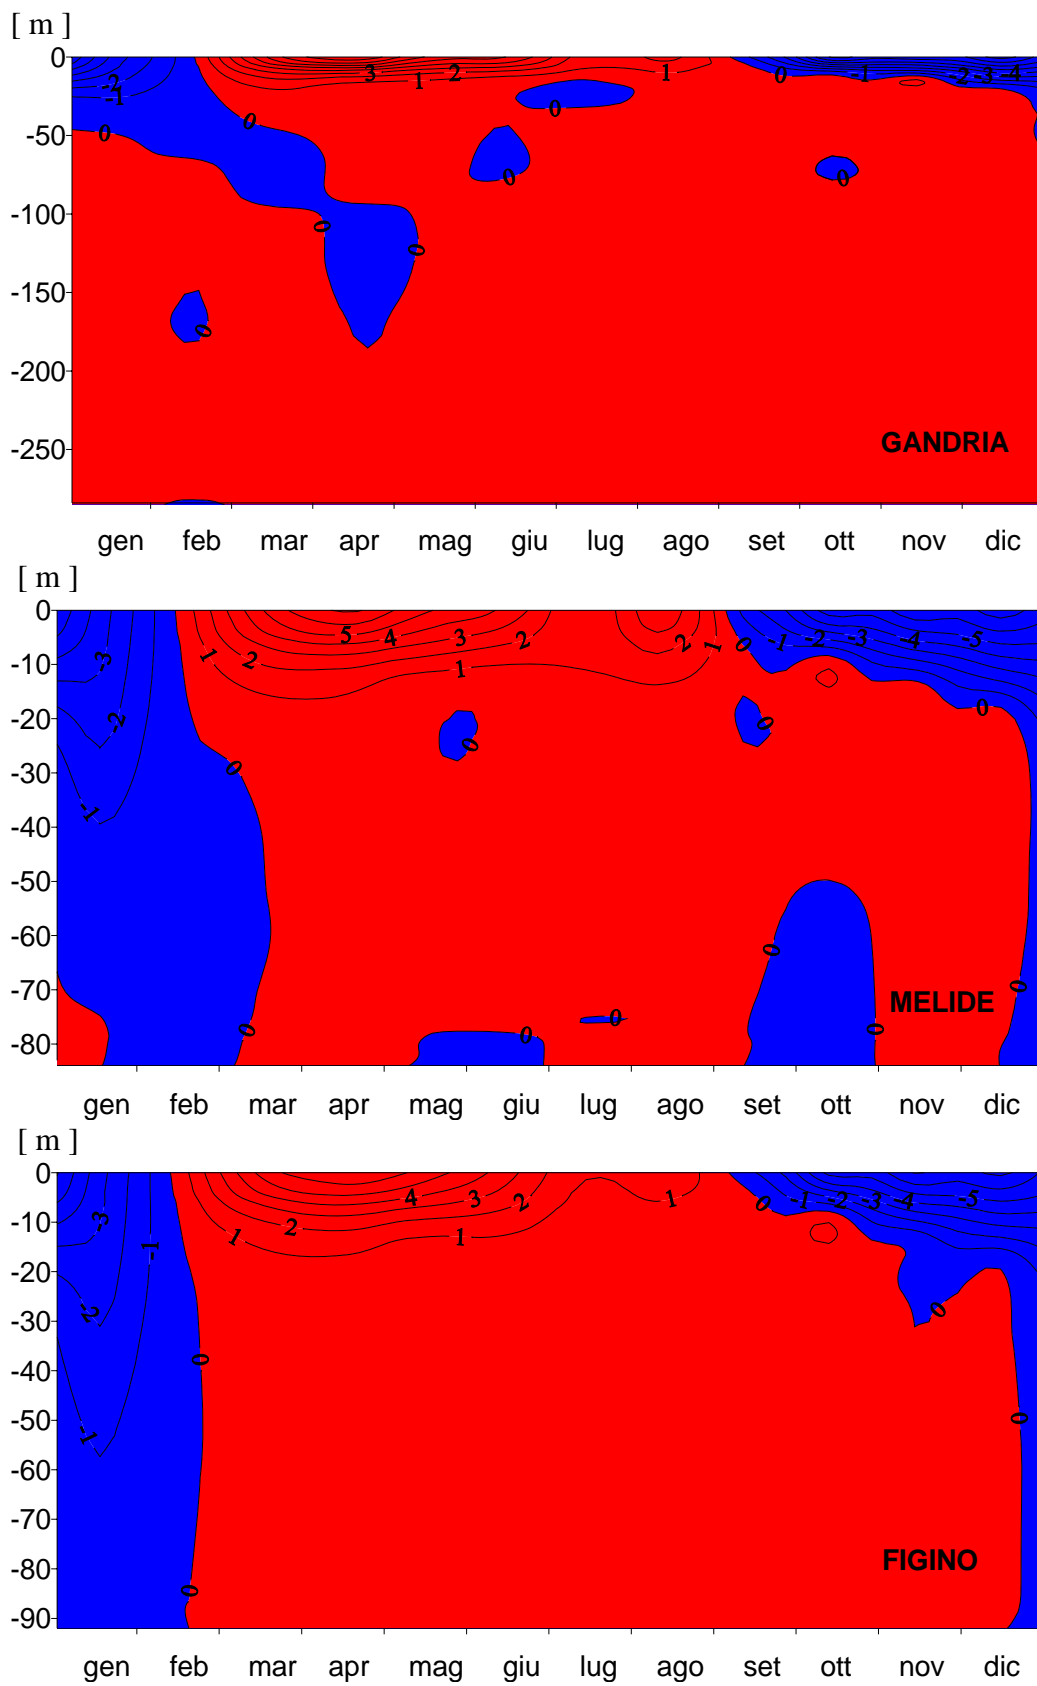 [ m ]
0
3 2 1 0 -1 -2 -3 -4
-2 1
-1
0 0 0
-50 0
0 0
-100
0 0
-150
0
-200
-250
GANDRIA
gen feb mar apr mag giu lug ago set ott nov dic
[ m ]
0
5 4 3 2 2 1 0 -1 -2 -3 -4 -5
-3 1 2 1
-10
-2 0
-20 0
0 0
-30
-1
-40
-50
-60
0
-70 0
MELIDE
0 0 0 0
-80
gen feb mar apr mag giu lug ago set ott nov dic
[ m ]
0
4 3 2 1 0 -1 -2 -3 -4 -5
-3 2
-10
1 1
-1
-20
-2 0
-30
0
-40
0
-50
-1
-60
-70
FIGINO
-80
0
-90
gen feb mar apr mag giu lug ago set ott nov dic